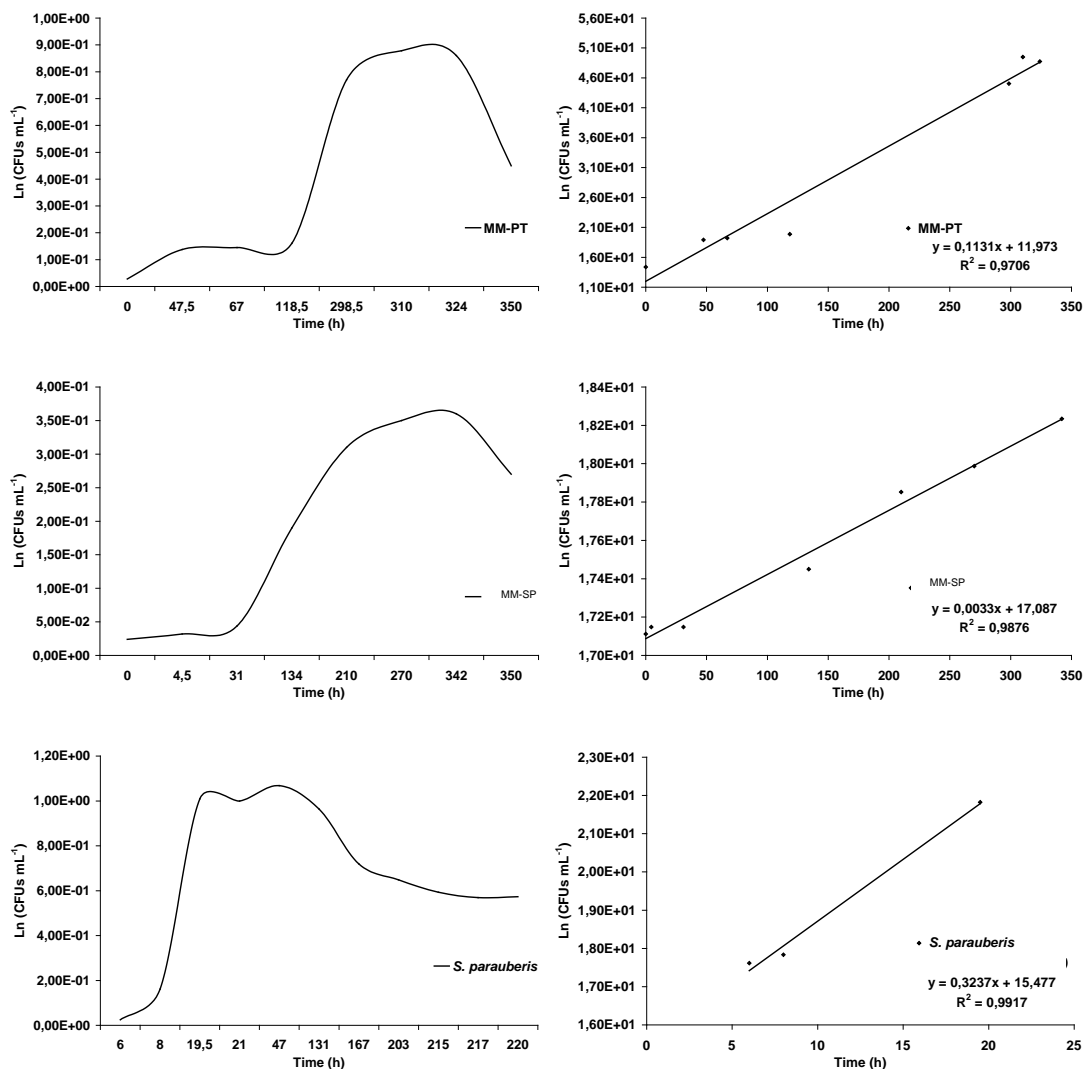 1,00E+00
9,00E-01
8,00E-01
7,00E-01
6,00E-01
5,00E-01
4,00E-01
3,00E-01
2,00E-01
1,00E-01
0,00E+00
Ln (CFUs mL-1)
0 47,5 67 118,5 298,5 310 324 350
Time (h)
MM-PT
5,60E+01
5,10E+01
4,60E+01
4,10E+01
3,60E+01
3,10E+01
2,60E+01
2,10E+01
1,60E+01
1,10E+01
Ln (CFUs mL-1)
0 50 100 150 200 250 300 350
Time (h)
MM-PT
y = 0,1131x + 11,973
R2 = 0,9706
4,00E-01
3,50E-01
3,00E-01
2,50E-01
2,00E-01
1,50E-01
1,00E-01
5,00E-02
0,00E+00
Ln (CFUs mL-1)
0 4,5 31 134 210 270 342 350
Time (h)
MM-SP
1,84E+01
1,82E+01
1,80E+01
1,78E+01
1,76E+01
1,74E+01
1,72E+01
1,70E+01
Ln (CFUs mL-1)
0 50 100 150 200 250 300 350
Time (h)
MM-SP
y = 0,0033x + 17,087
R2 = 0,9876
1,20E+00
1,00E+00
8,00E-01
6,00E-01
4,00E-01
2,00E-01
0,00E+00
Ln (CFUs mL-1)
6 8 19,5 21 47 131 167 203 215 217 220
Time (h)
S. parauberis
2,30E+01
2,20E+01
2,10E+01
2,00E+01
1,90E+01
1,80E+01
1,70E+01
1,60E+01
Ln (CFUs mL-1)
0 5 10 15 20 25
Time (h)
S. parauberis
y = 0,3237x + 15,477
R2 = 0,9917